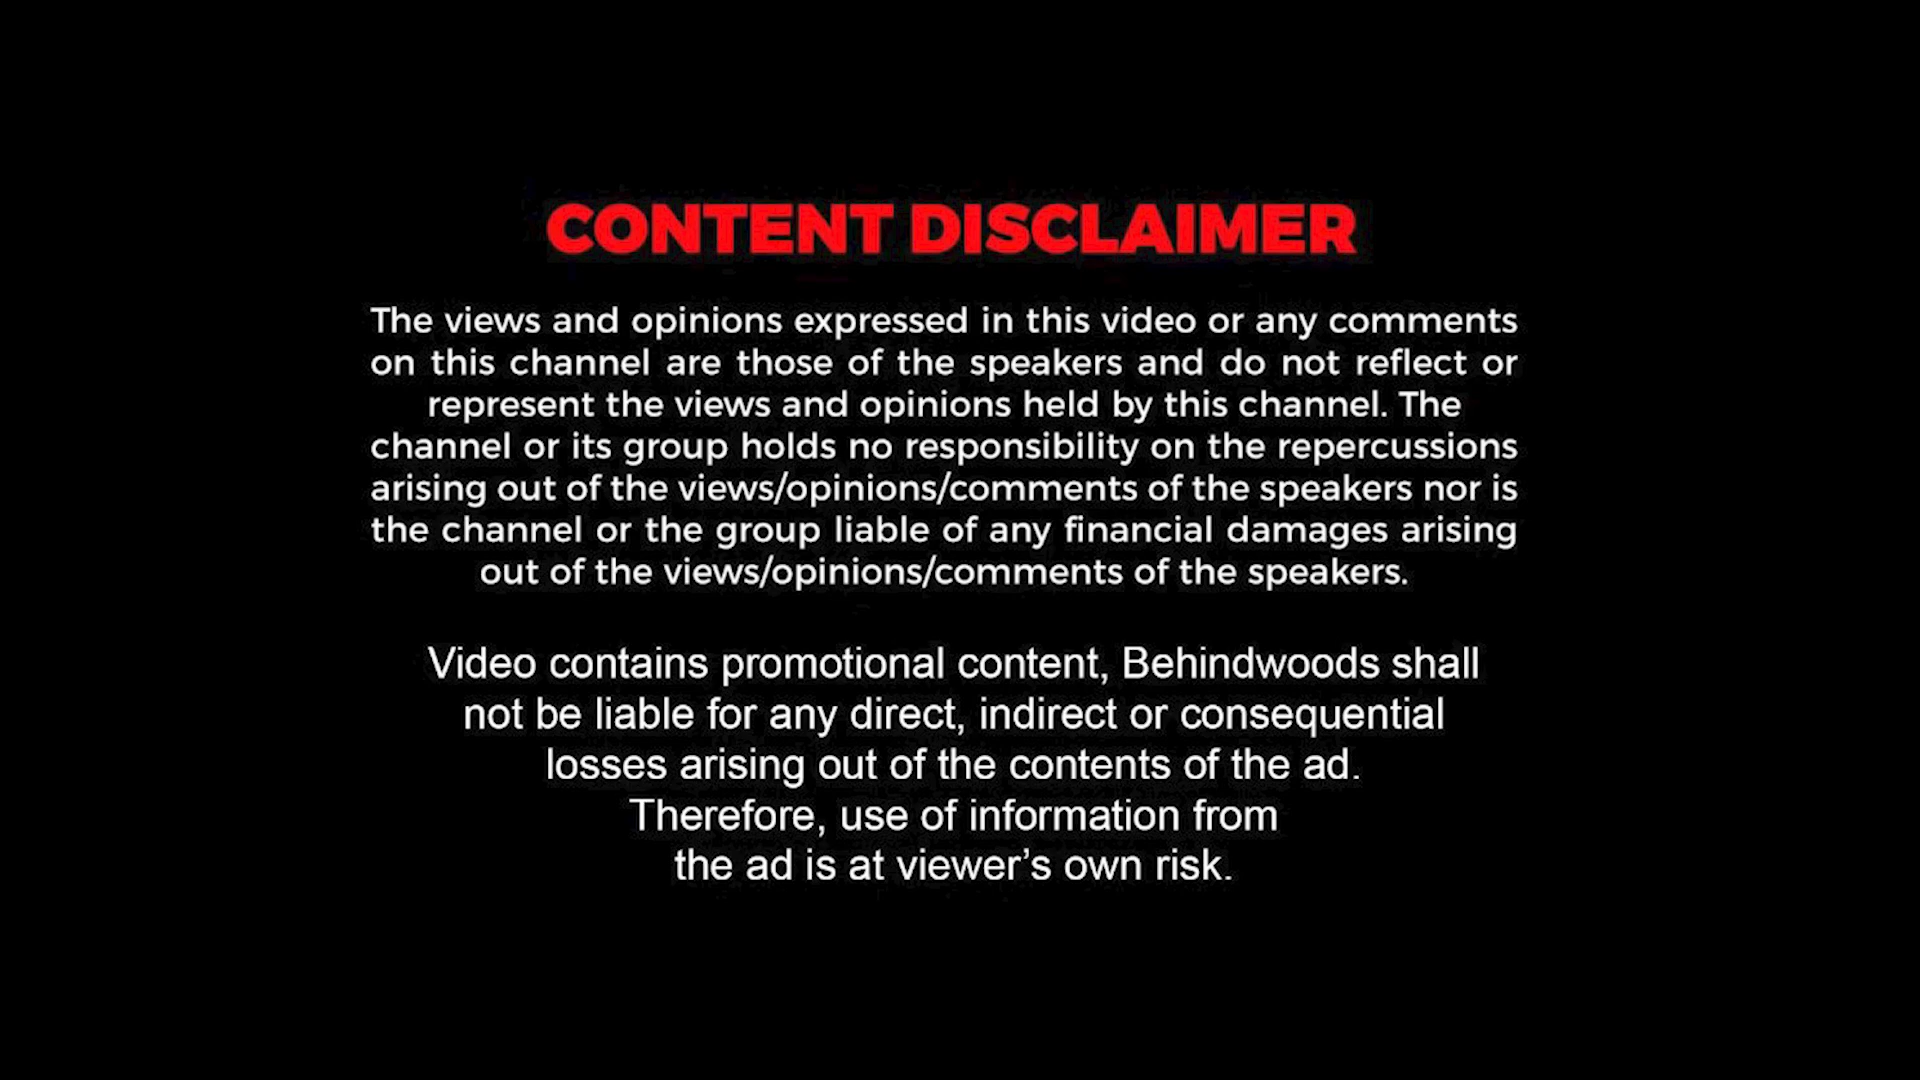 CONTENT DISCLAIMER
The views and opinions expressed in this video or any comments
on this channel are those of the speakers and do not reflect or
represent the views and opinions held by this channel. The
channel or its group holds no responsibility on the repercussions
arising out of the views/opinions/comments of the speakers nor is
the channel or the group liable of any financial damages arising
out of the views/opinions/comments of the speakers.
Video contains promotional content, Behindwoods shall
not be liable for any direct, indirect or consequential
losses arising out of the contents of the ad.
Therefore, use of information from
the ad is at viewer’s own risk.